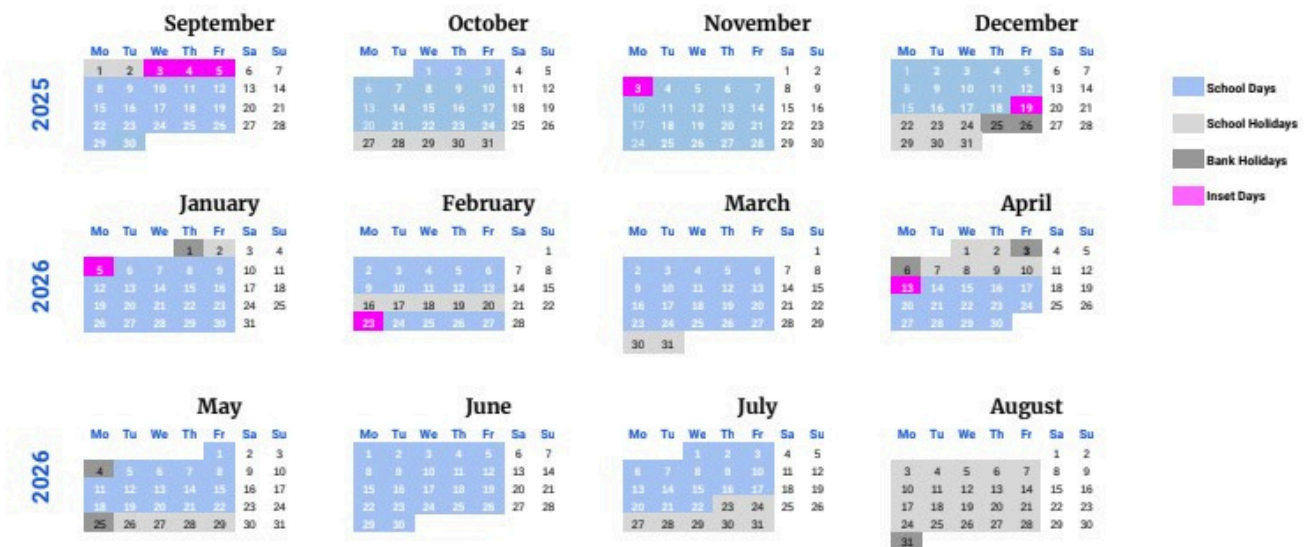 September October November December
Mo Tu We Th Fr Sa Su Mo Tu We Th Fr Sa Su Mo Tu We Th Fr Sa Su Mo Tu We Th Fr Sa Su
1 2 3 4 5 6 7 1 2 3 4 5 1 2 1 2 3 4 5 6 7
2025
8 9 10 11 12 13 14 6 7 8 9 10 11 12 3 4 5 6 7 8 9 8 9 10 11 12 13 14
School Days
15 16 17 18 19 20 21 13 14 15 16 17 18 19 10 11 12 13 14 15 16 15 16 17 18 19 20 21
School Holidays
22 23 24 25 26 27 28 20 21 22 23 24 25 26 17 18 19 20 21 22 23 22 23 24 25 26 27 28
29 30 27 28 29 30 31 24 25 26 27 28 29 30 29 30 31
Bank Holidays
Inset Days
January February March April
Mo Tu We Th Fr Sa Su Mo Tu We Th Fr Sa Su Mo Tu We Th Fr Sa Su Mo Tu We Th Fr Sa Su
1 2 3 4 1 1 1 2 3 4 5
2026
5 6 7 8 9 10 11 2 3 4 5 6 7 8 2 3 4 5 6 7 8 6 7 8 9 10 11 12
12 13 14 15 16 17 18 9 10 11 12 13 14 15 9 10 11 12 13 14 15 13 14 15 16 17 18 19
19 20 21 22 23 24 25 16 17 18 19 20 21 22 16 17 18 19 20 21 22 20 21 22 23 24 25 26
26 27 28 29 30 31 23 24 25 26 27 28 23 24 25 26 27 28 29 27 28 29 30
30 31
May June July August
Mo Tu We Th Fr Sa Su Mo Tu We Th Fr Sa Su Mo Tu We Th Fr Sa Su Mo Tu We Th Fr Sa Su
1 2 3 1 2 3 4 5 6 7 1 2 3 4 5 1 2
2026
4 5 6 7 8 9 10 8 9 10 11 12 13 14 6 7 8 9 10 11 12 3 4 5 6 7 8 9
11 12 13 14 15 16 17 15 16 17 18 19 20 21 13 14 15 16 17 18 19 10 11 12 13 14 15 16
18 19 20 21 22 23 24 22 23 24 25 26 27 28 20 21 22 23 24 25 26 17 18 19 20 21 22 23
25 26 27 28 29 30 31 29 30 27 28 29 30 31 24 25 26 27 28 29 30
31